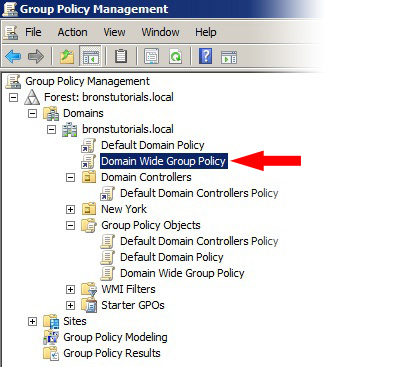 Group Policy Management
File Action View Window Help
Group Policy Management
Forest: bronstutorials.local
Domains
bronstutorials.local
Default Domain Policy
Domain Wide Group Policy
Domain Controllers
Default Domain Controllers Policy
New York
Group Policy Objects
Default Domain Controllers Policy
Default Domain Policy
Domain Wide Group Policy
WMI Filters
Starter GPOs
Sites
Group Policy Modeling
Group Policy Results